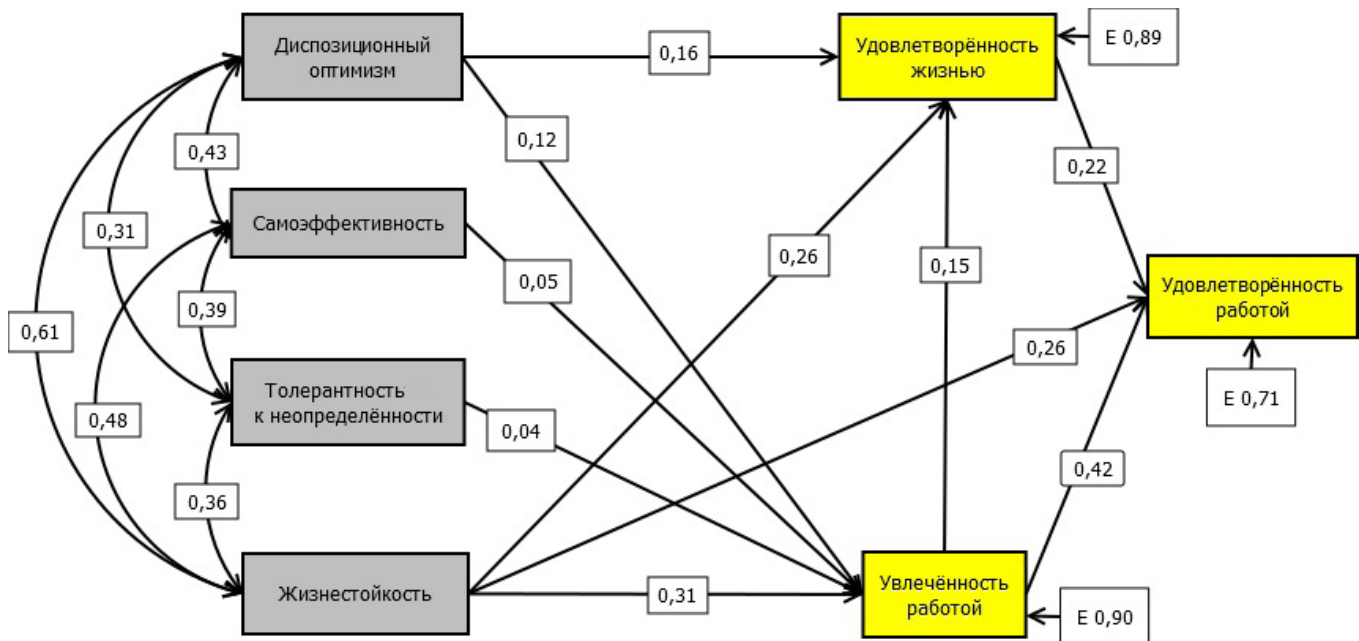 Диспозиционный
оптимизм
Удовлетворённость
жизнью
E 0,89
0,16
0,12
0,43
0,22
Самоэффективность
0,31
0,26
0,15
0,05
Удовлетворённость
работой
0,39
0,61
0,26
Толерантность
к неопределённости
E 0,71
0,48
0,04
0,42
0,36
Жизнестойкость
0,31
Увлечённость
работой
E 0,90